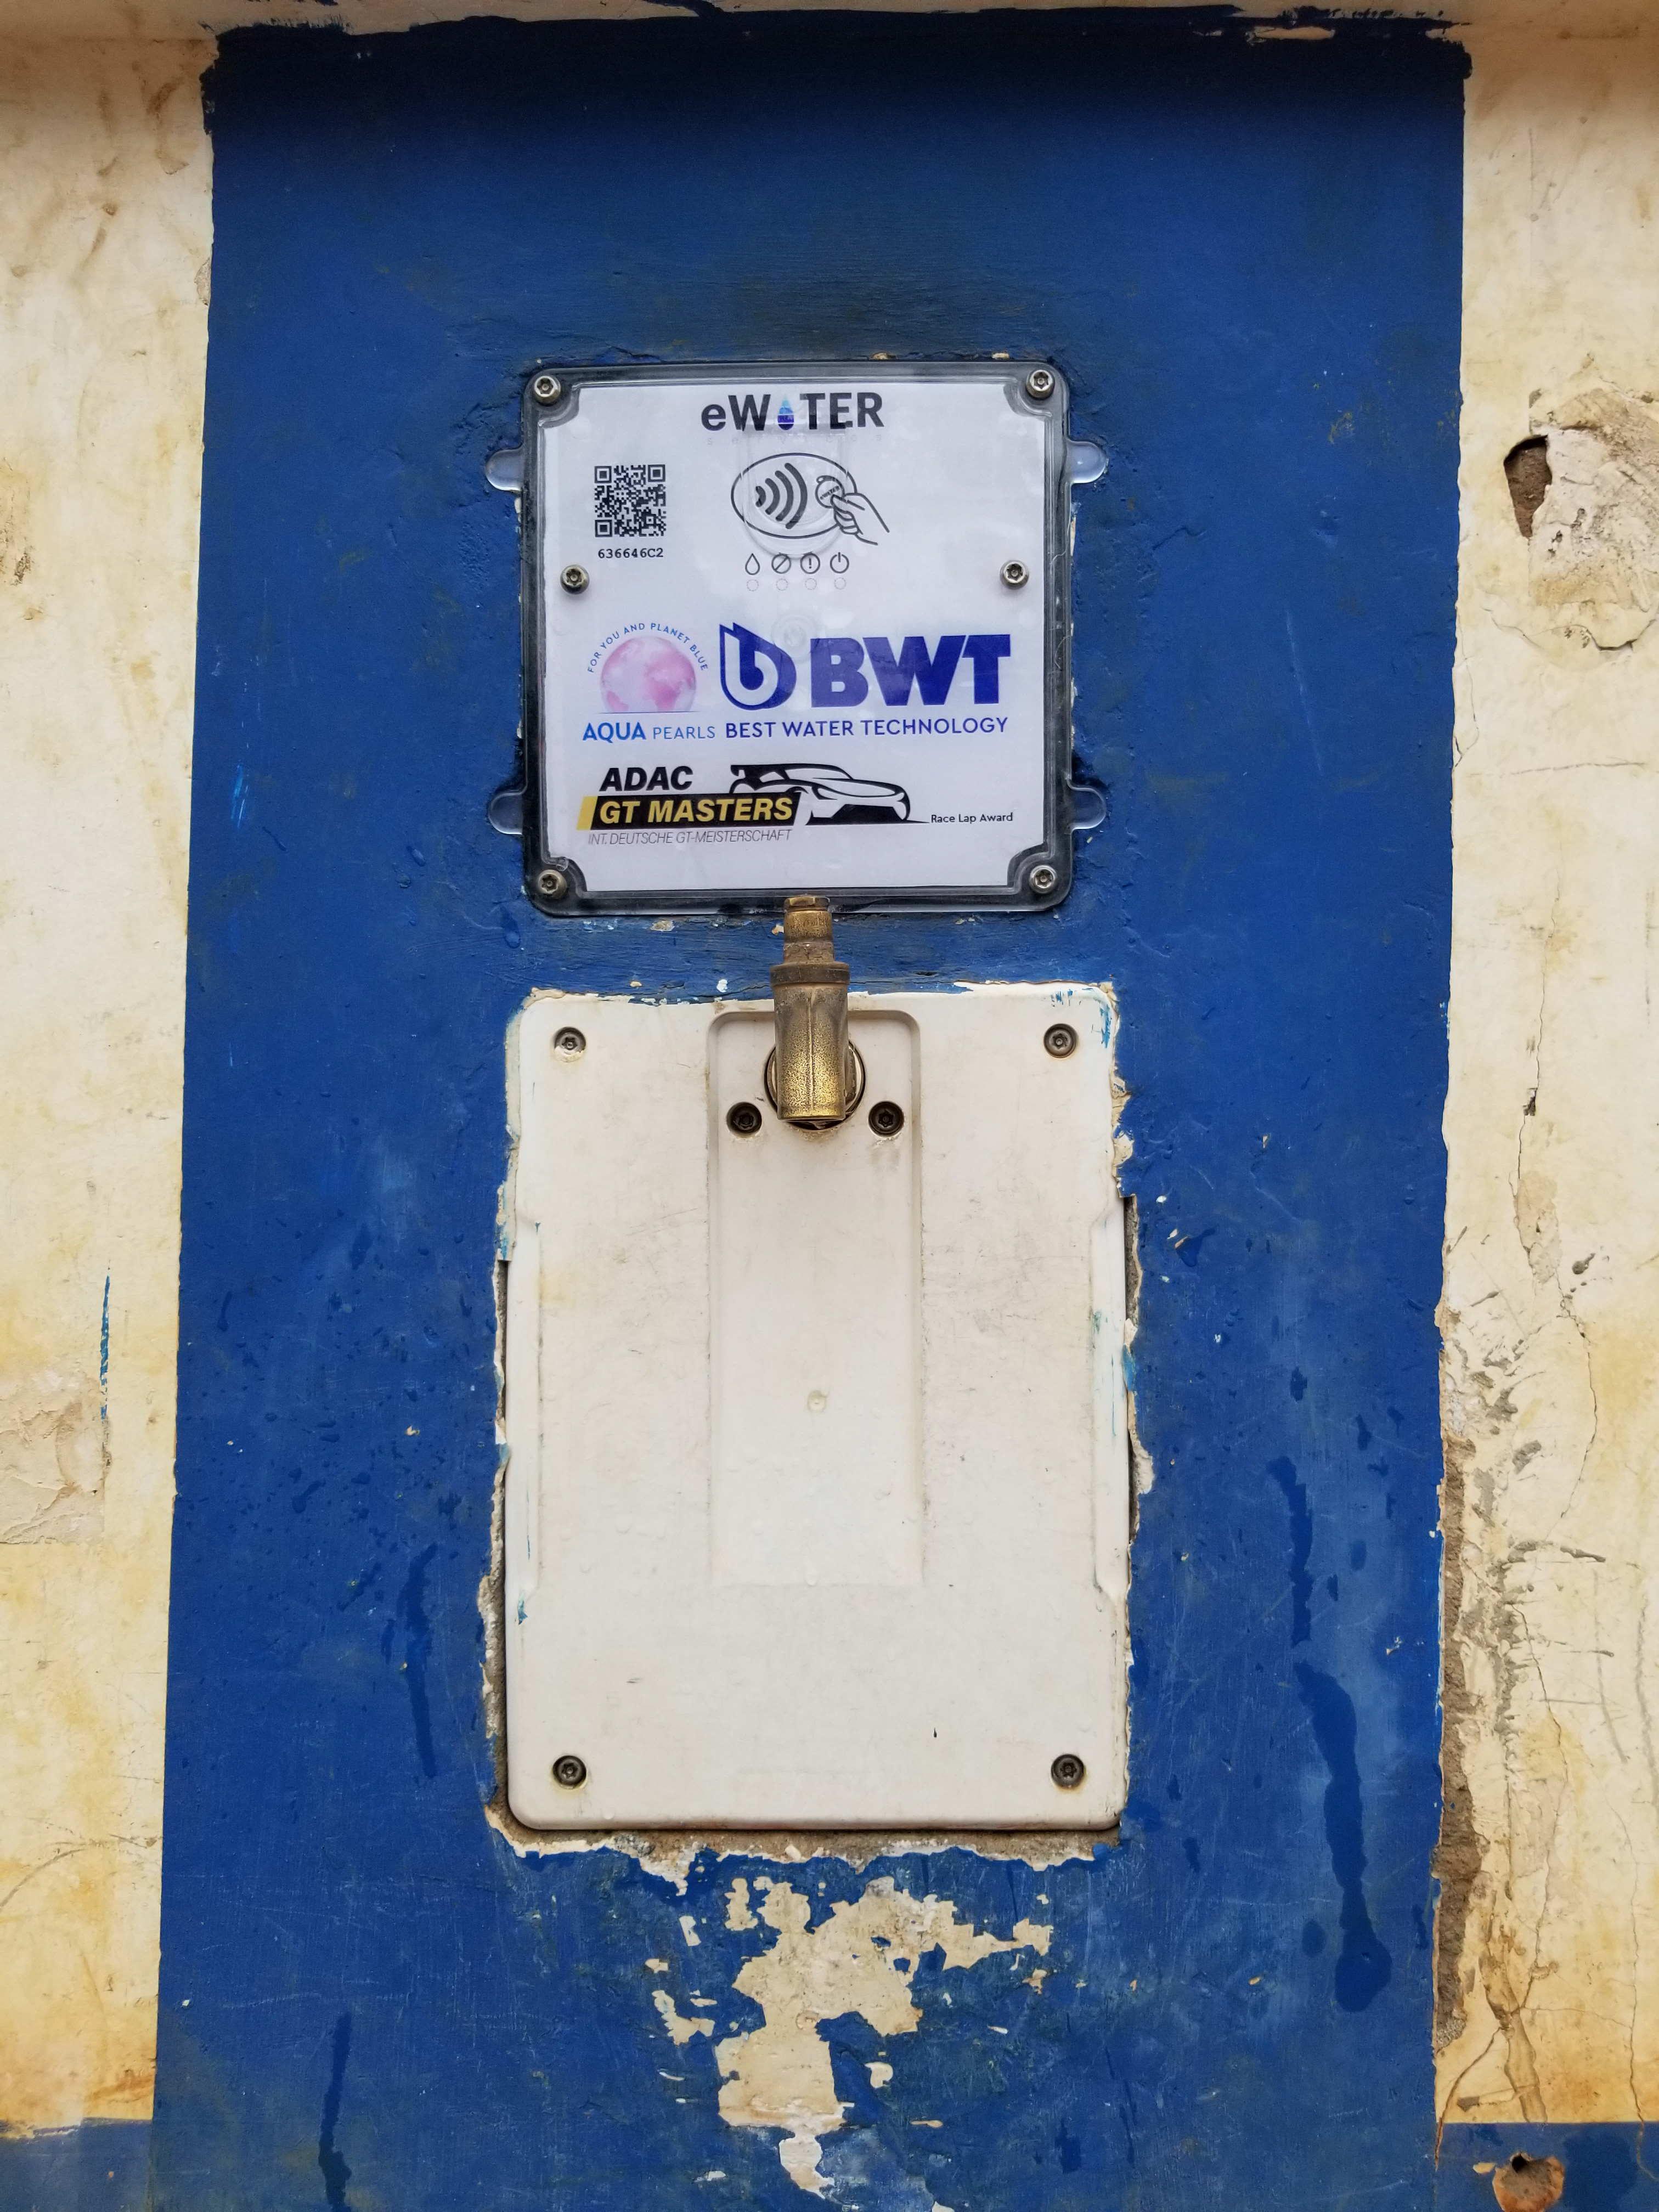 eWATER
636646C2
FOR YOU AND PLANET BLUE
AQUA PEARLS
BWT
BEST WATER TECHNOLOGY
ADAC
GT MASTERS
INT. DEUTSCHE GT-MEISTERSCHAFT
Race Lap Award